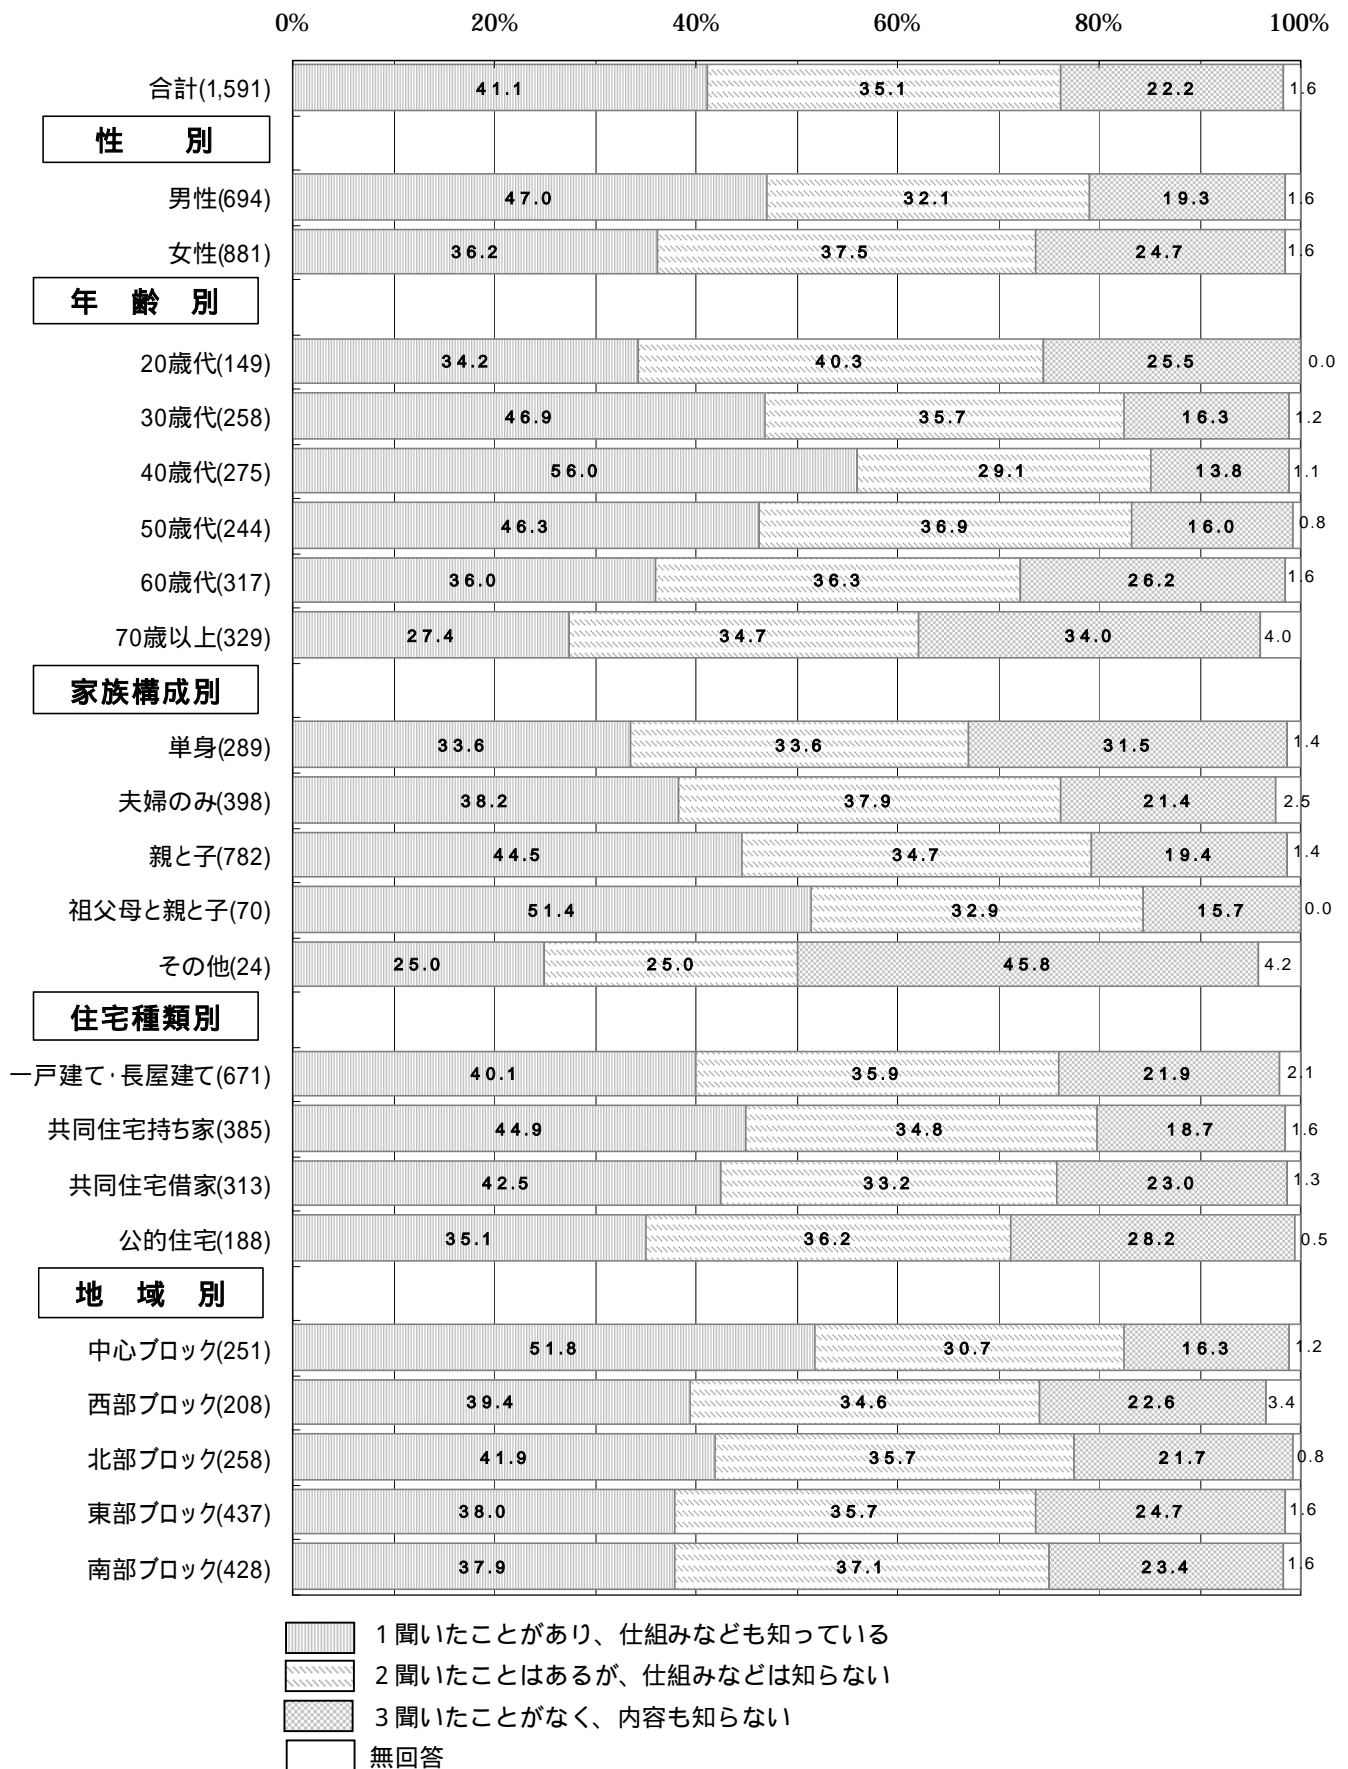 0% 20% 40% 60% 80% 100%
合計(1,591) 41.1 35.1 22.2 1.6
性 別
男性(694) 47.0 32.1 19.3 1.6
女性(881) 36.2 37.5 24.7 1.6
年 齢 別
20歳代(149) 34.2 40.3 25.5 0.0
30歳代(258) 46.9 35.7 16.3 1.2
40歳代(275) 56.0 29.1 13.8 1.1
50歳代(244) 46.3 36.9 16.0 0.8
60歳代(317) 36.0 36.3 26.2 1.6
70歳以上(329) 27.4 34.7 34.0 4.0
家族構成別
単身(289) 33.6 33.6 31.5 1.4
夫婦のみ(398) 38.2 37.9 21.4 2.5
親と子(782) 44.5 34.7 19.4 1.4
祖父母と親と子(70) 51.4 32.9 15.7 0.0
その他(24) 25.0 25.0 45.8 4.2
住宅種類別
一戸建て・長屋建て(671) 40.1 35.9 21.9 2.1
共同住宅持ち家(385) 44.9 34.8 18.7 1.6
共同住宅借家(313) 42.5 33.2 23.0 1.3
公的住宅(188) 35.1 36.2 28.2 0.5
地 域 別
中心ブロック(251) 51.8 30.7 16.3 1.2
西部ブロック(208) 39.4 34.6 22.6 3.4
北部ブロック(258) 41.9 35.7 21.7 0.8
東部ブロック(437) 38.0 35.7 24.7 1.6
南部ブロック(428) 37.9 37.1 23.4 1.6
1 聞いたことがあり、仕組みなども知っている
2 聞いたことはあるが、仕組みなどは知らない
3 聞いたことがなく、内容も知らない
無回答